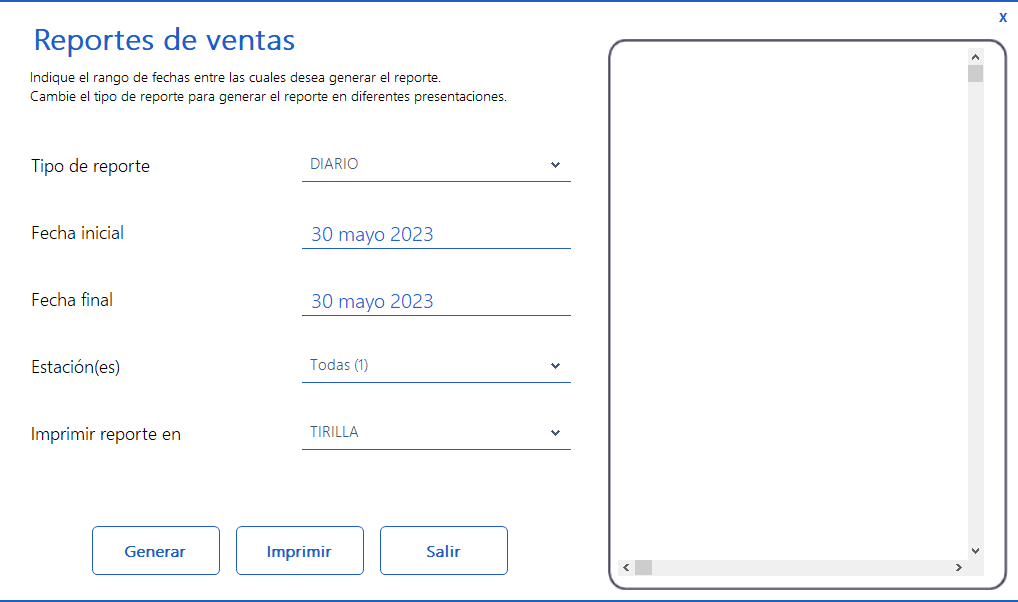 x
Reportes de ventas
Indique el rango de fechas entre las cuales desea generar el reporte.
Cambie el tipo de reporte para generar el reporte en diferentes presentaciones.
Tipo de reporte
DIARIO
Fecha inicial
30 mayo 2023
Fecha final
30 mayo 2023
Estación(es)
Todas (1)
Imprimir reporte en
TIRILLA
Generar
Imprimir
Salir